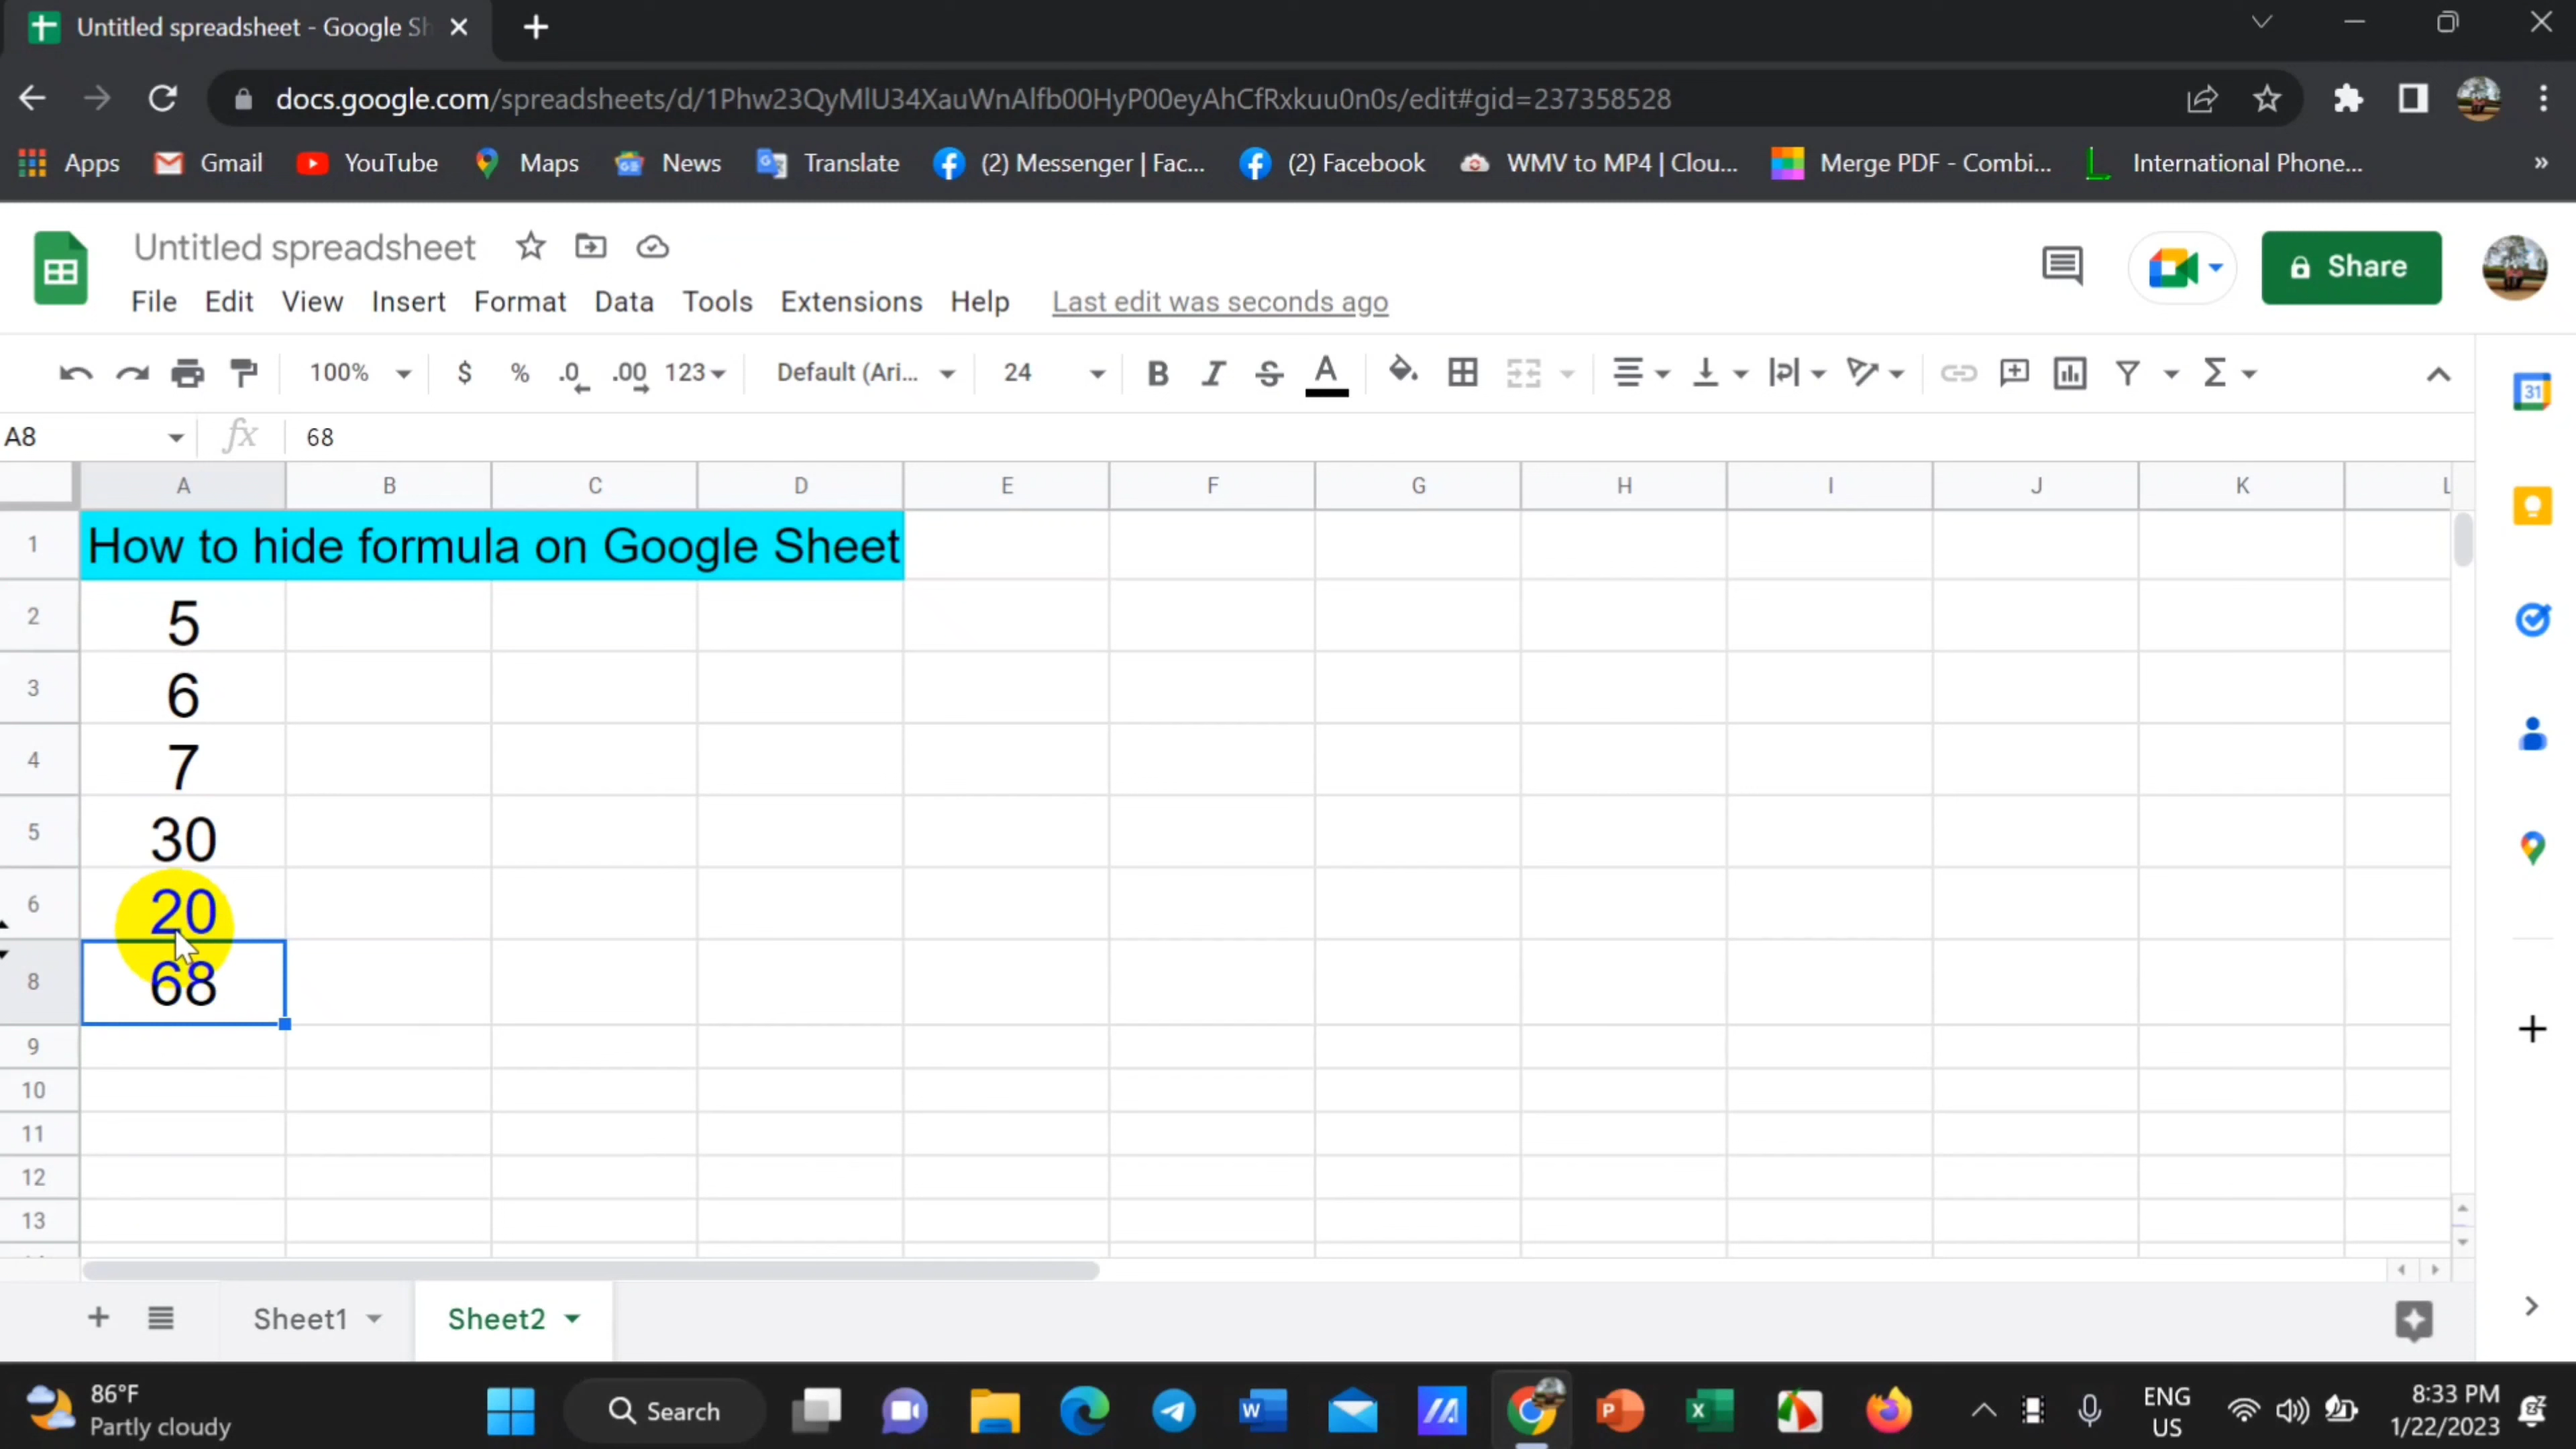 Untitled spreadsheet - Google Sh
docs.google.com/spreadsheets/d/1Phw23QyMlU34XauWnAlfb00HyP00eyAhCfRxkuu0n0s/edit#gid=237358528
Apps Gmail YouTube Maps News Translate (2) Messenger | Fac... (2) Facebook WMV to MP4 | Clou... Merge PDF - Combi... International Phone... »
Untitled spreadsheet
Share
File Edit View Insert Format Data Tools Extensions Help Last edit was seconds ago
100% $ % .0 .00 123 Default (Ari... 24 B I S A Σ
31
A8 fx 68
A B C D E F G H I J K L
1 How to hide formula on Google Sheet
2 5
3 6
4 7
5 30
6 20
8 68
9
10
11
12
13
Sheet1 Sheet2
86°F
Partly cloudy
Search
ENG
US
8:33 PM
1/22/2023